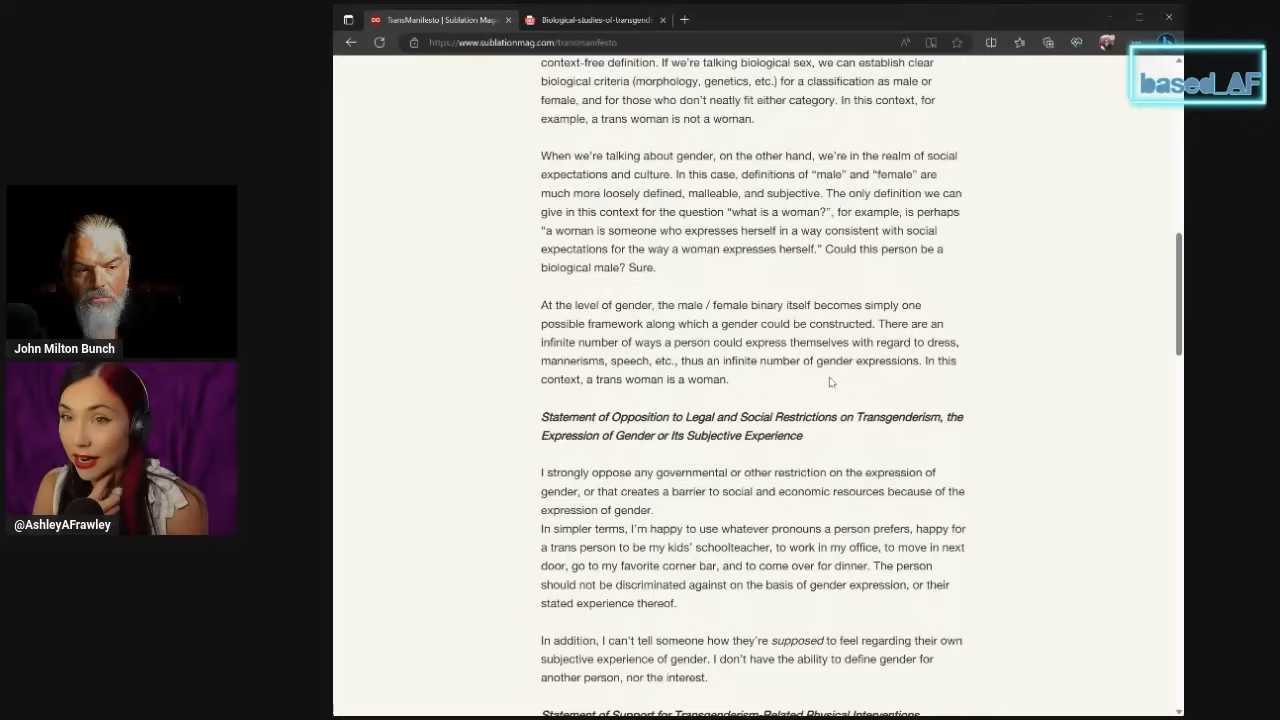 TransManifesto | Sublation Mag
Biological-studies-of-transgend
https://www.sublationmag.com/transmanifesto
based_AF
context-free definition. If we're talking biological sex, we can establish clear
biological criteria (morphology, genetics, etc.) for a classification as male or
female, and for those who don't neatly fit either category. In this context, for
example, a trans woman is not a woman.
When we're talking about gender, on the other hand, we're in the realm of social
expectations and culture. In this case, definitions of “male” and “female” are
much more loosely defined, malleable, and subjective. The only definition we can
give in this context for the question “what is a woman?”, for example, is perhaps
“a woman is someone who expresses herself in a way consistent with social
expectations for the way a woman expresses herself.” Could this person be a
biological male? Sure.
At the level of gender, the male / female binary itself becomes simply one
possible framework along which a gender could be constructed. There are an
infinite number of ways a person could express themselves with regard to dress,
mannerisms, speech, etc., thus an infinite number of gender expressions. In this
context, a trans woman is a woman.
Statement of Opposition to Legal and Social Restrictions on Transgenderism, the
Expression of Gender or Its Subjective Experience
I strongly oppose any governmental or other restriction on the expression of
gender, or that creates a barrier to social and economic resources because of the
expression of gender.
In simpler terms, I'm happy to use whatever pronouns a person prefers, happy for
a trans person to be my kids' schoolteacher, to work in my office, to move in next
door, go to my favorite corner bar, and to come over for dinner. The person
should not be discriminated against on the basis of gender expression, or their
stated experience thereof.
In addition, I can't tell someone how they're supposed to feel regarding their own
subjective experience of gender. I don't have the ability to define gender for
another person, nor the interest.
Statement of Support for Transgenderism-Related Physical Interventions
John Milton Bunch
@AshleyAFrawley